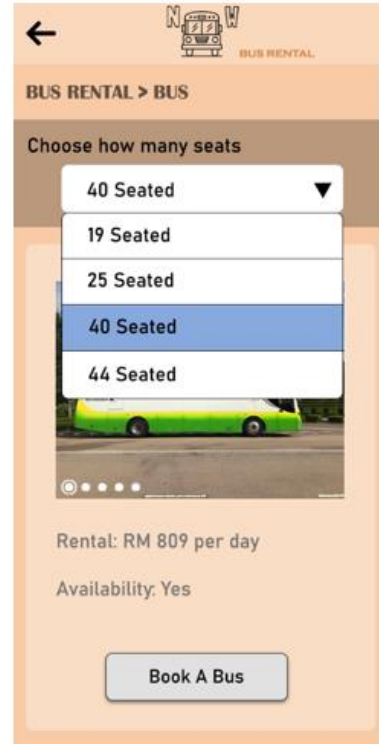 N W
BUS RENTAL
BUS RENTAL > BUS
Choose how many seats
40 Seated
19 Seated
25 Seated
40 Seated
44 Seated
Rental: RM 809 per day
Availability: Yes
Book A Bus